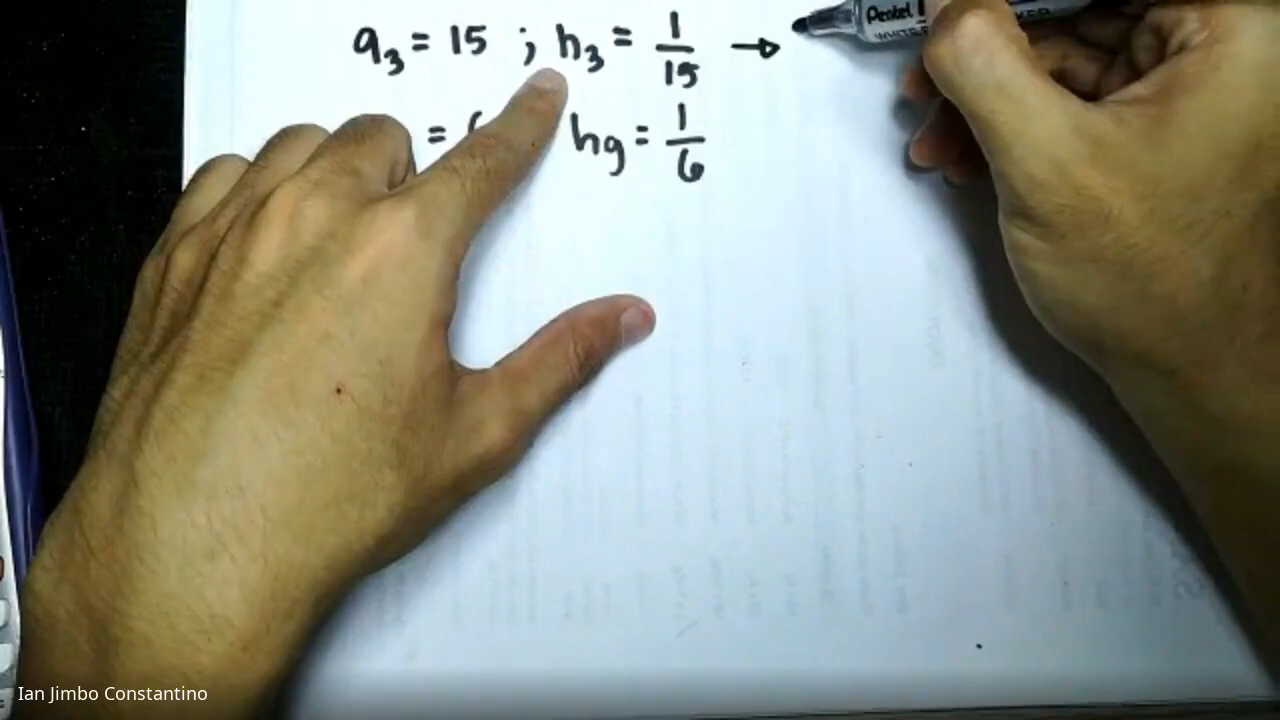 a₃ = 15 ; h₃ = 1/15 →
= h₉ = 1/6
Pentel
Ian Jimbo Constantino